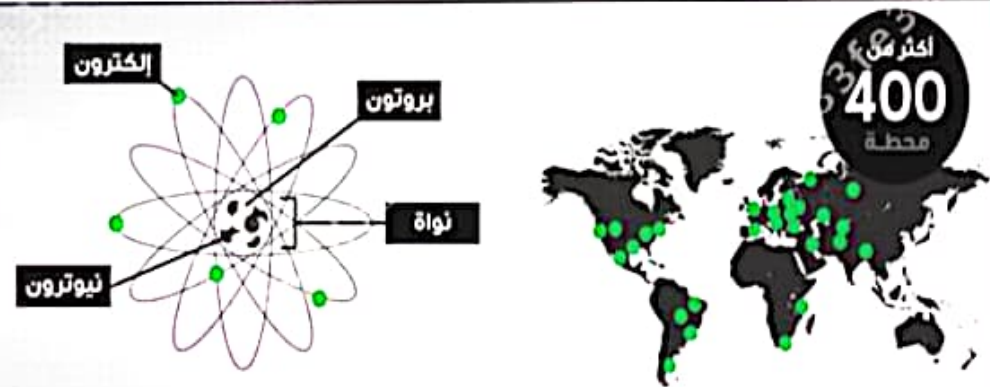 إلكترون
بروتون
نواة
نيوترون
أكثر من
400
محطة